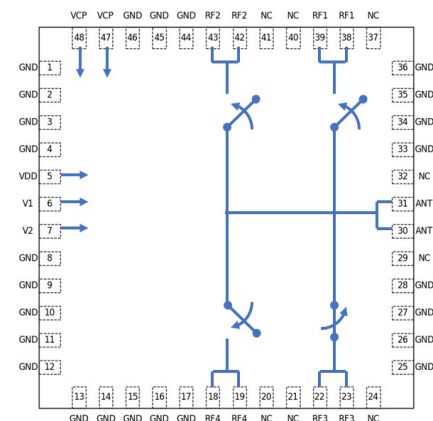 VCP VCP GND GND GND RF2 RF2 NC NC RF1 RF1 NC
48 47 46 45 44 43 42 41 40 39 38 37
GND 1 36 GND
GND 2 35 GND
GND 3 34 GND
GND 4 33 GND
VDD 5 32 NC
V1 6 31 ANT
V2 7 30 ANT
GND 8 29 NC
GND 9 28 GND
GND 10 27 GND
GND 11 26 GND
GND 12 25 GND
13 14 15 16 17 18 19 20 21 22 23 24
GND GND GND GND GND RF4 RF4 NC NC RF3 RF3 NC